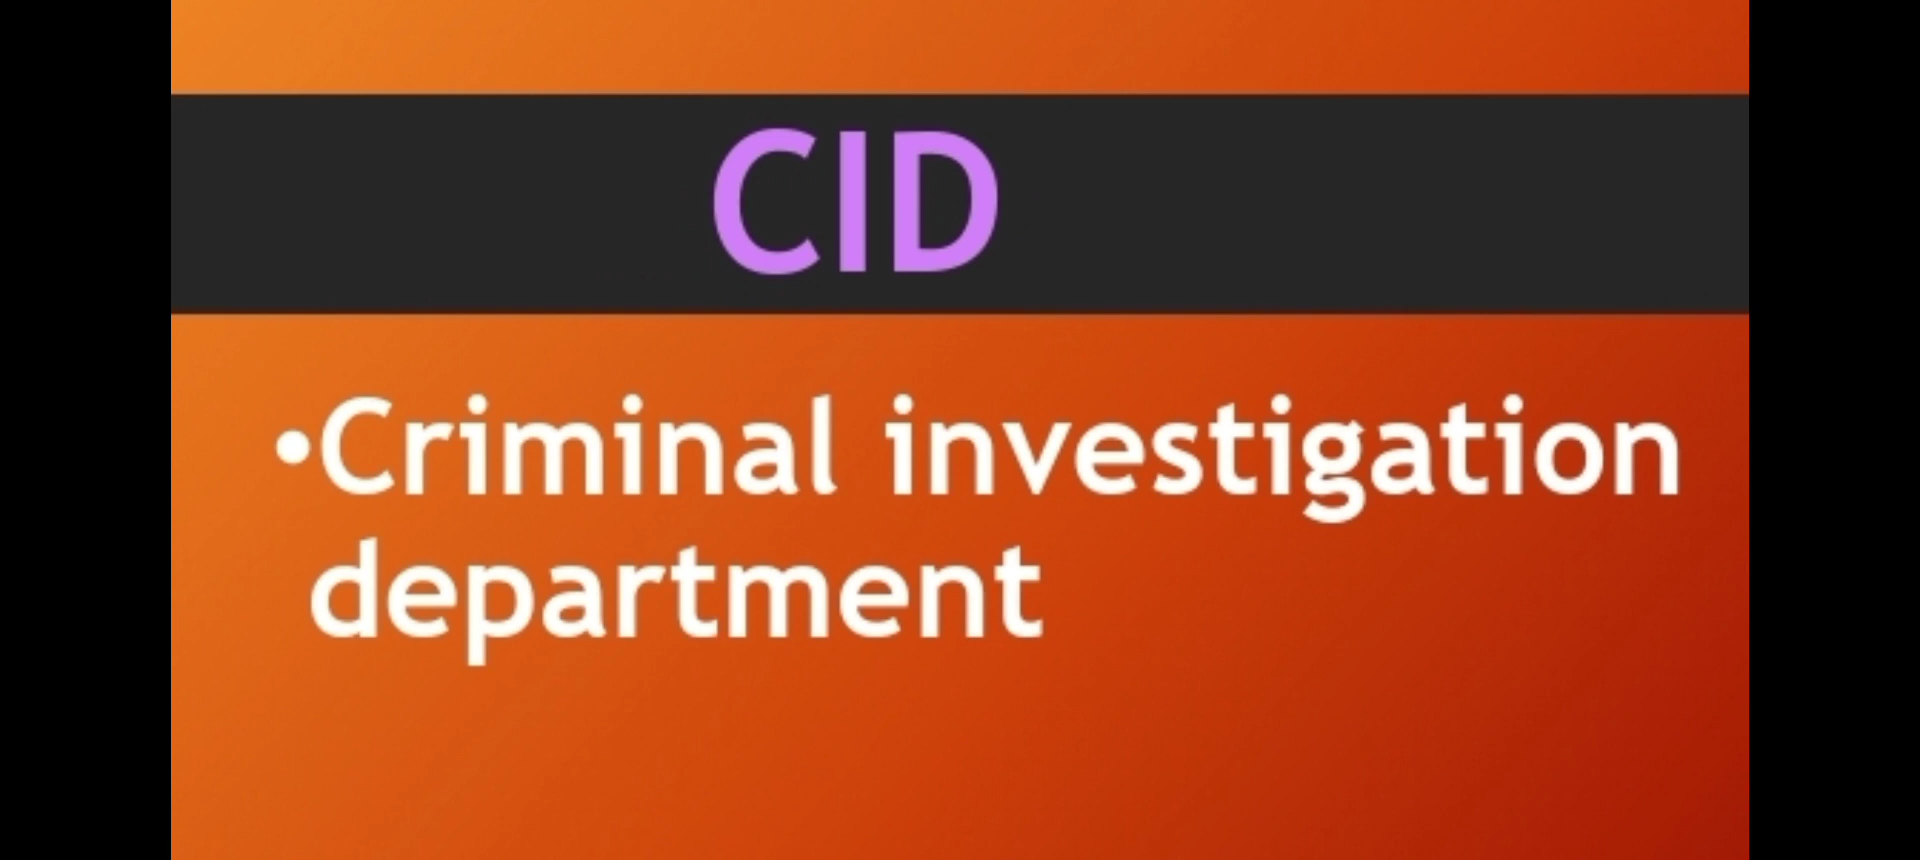 CID
•Criminal investigation
department